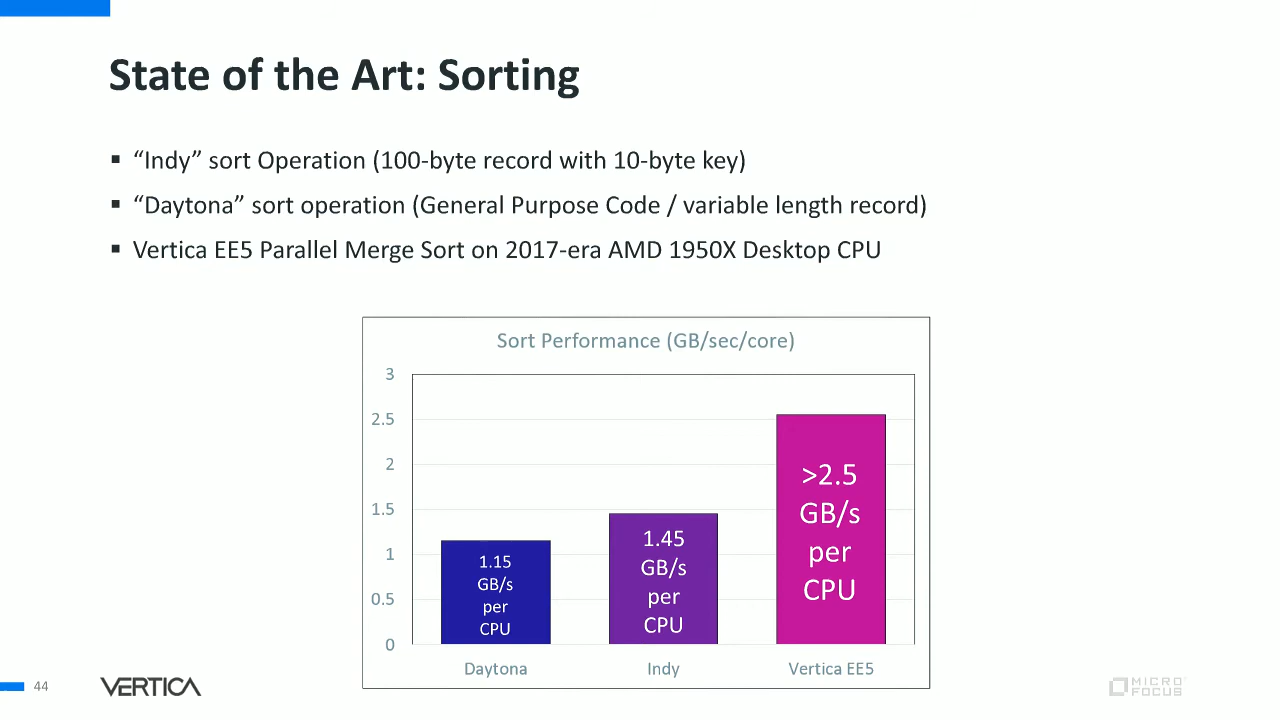 State of the Art: Sorting
▪ “Indy” sort Operation (100-byte record with 10-byte key)
▪ “Daytona” sort operation (General Purpose Code / variable length record)
▪ Vertica EE5 Parallel Merge Sort on 2017-era AMD 1950X Desktop CPU
Sort Performance (GB/sec/core)
3
2.5
2
1.5
1
0.5
0
1.15
GB/s
per
CPU
1.45
GB/s
per
CPU
>2.5
GB/s
per
CPU
Daytona
Indy
Vertica EE5
44
VERTICA
MICRO
FOCUS